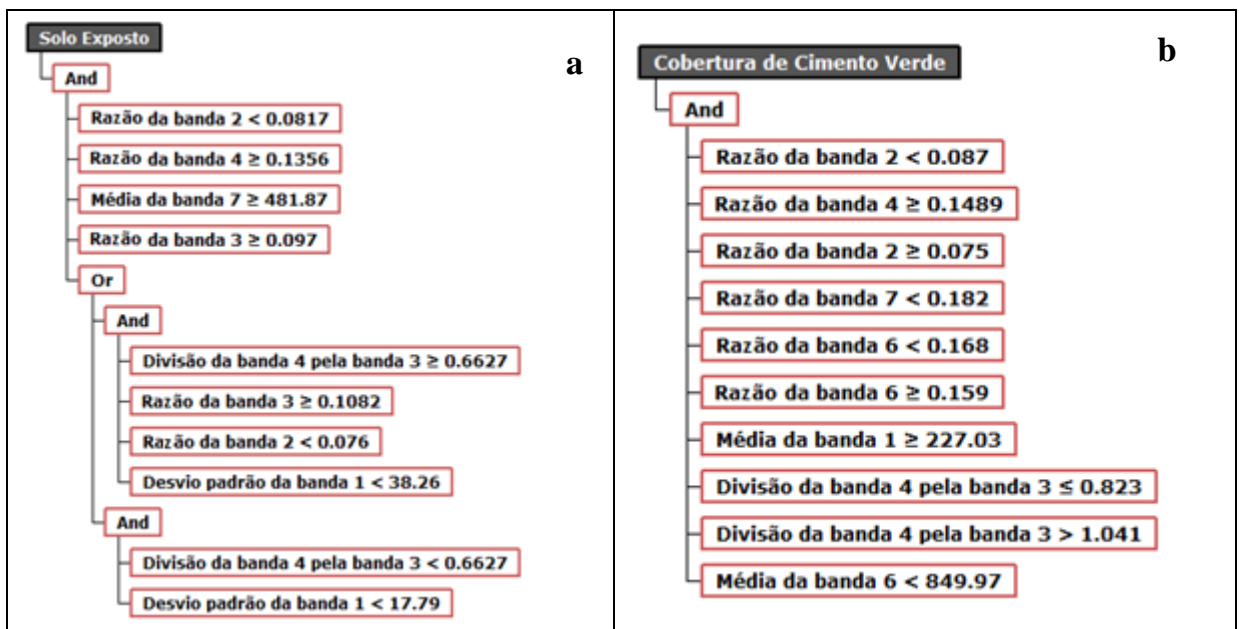 Solo Exposto
a
And
Razão da banda 2 < 0.0817
Razão da banda 4 ≥ 0.1356
Média da banda 7 ≥ 481.87
Razão da banda 3 ≥ 0.097
Or
And
Divisão da banda 4 pela banda 3 ≥ 0.6627
Razão da banda 3 ≥ 0.1082
Razão da banda 2 < 0.076
Desvio padrão da banda 1 < 38.26
And
Divisão da banda 4 pela banda 3 < 0.6627
Desvio padrão da banda 1 < 17.79
b
Cobertura de Cimento Verde
And
Razão da banda 2 < 0.087
Razão da banda 4 ≥ 0.1489
Razão da banda 2 ≥ 0.075
Razão da banda 7 < 0.182
Razão da banda 6 < 0.168
Razão da banda 6 ≥ 0.159
Média da banda 1 ≥ 227.03
Divisão da banda 4 pela banda 3 ≤ 0.823
Divisão da banda 4 pela banda 3 > 1.041
Média da banda 6 < 849.97